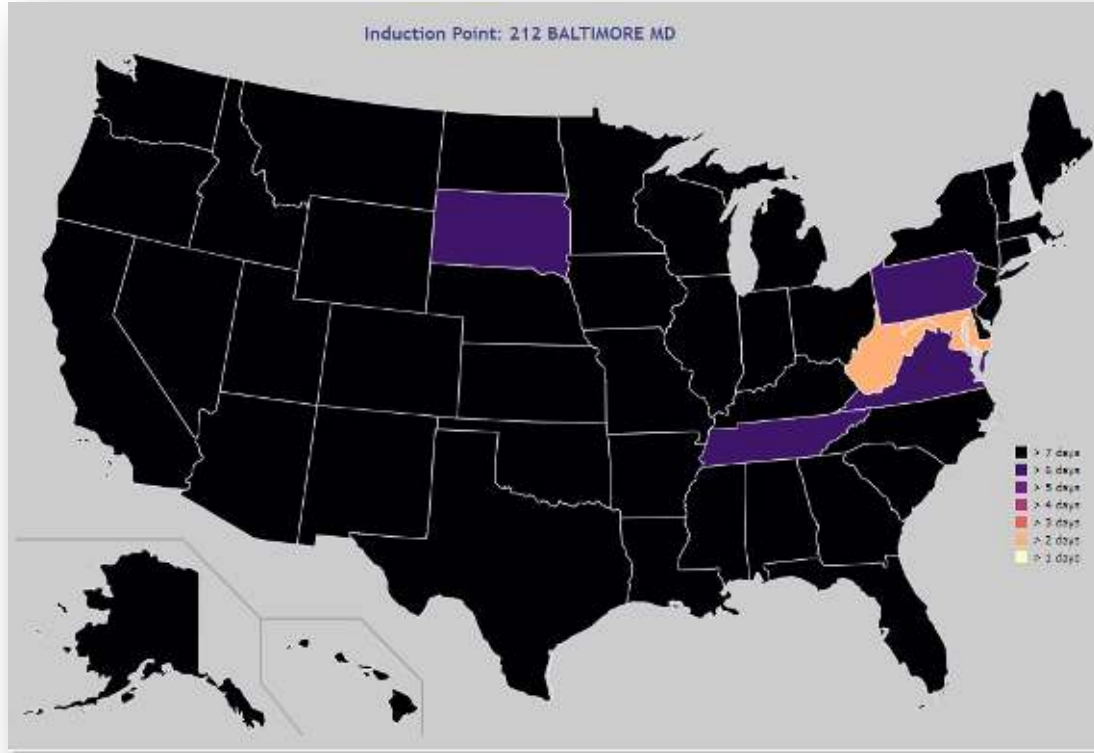 Induction Point: 212 BALTIMORE MD
> 7 days
> 6 days
> 5 days
> 4 days
> 3 days
> 2 days
> 1 days